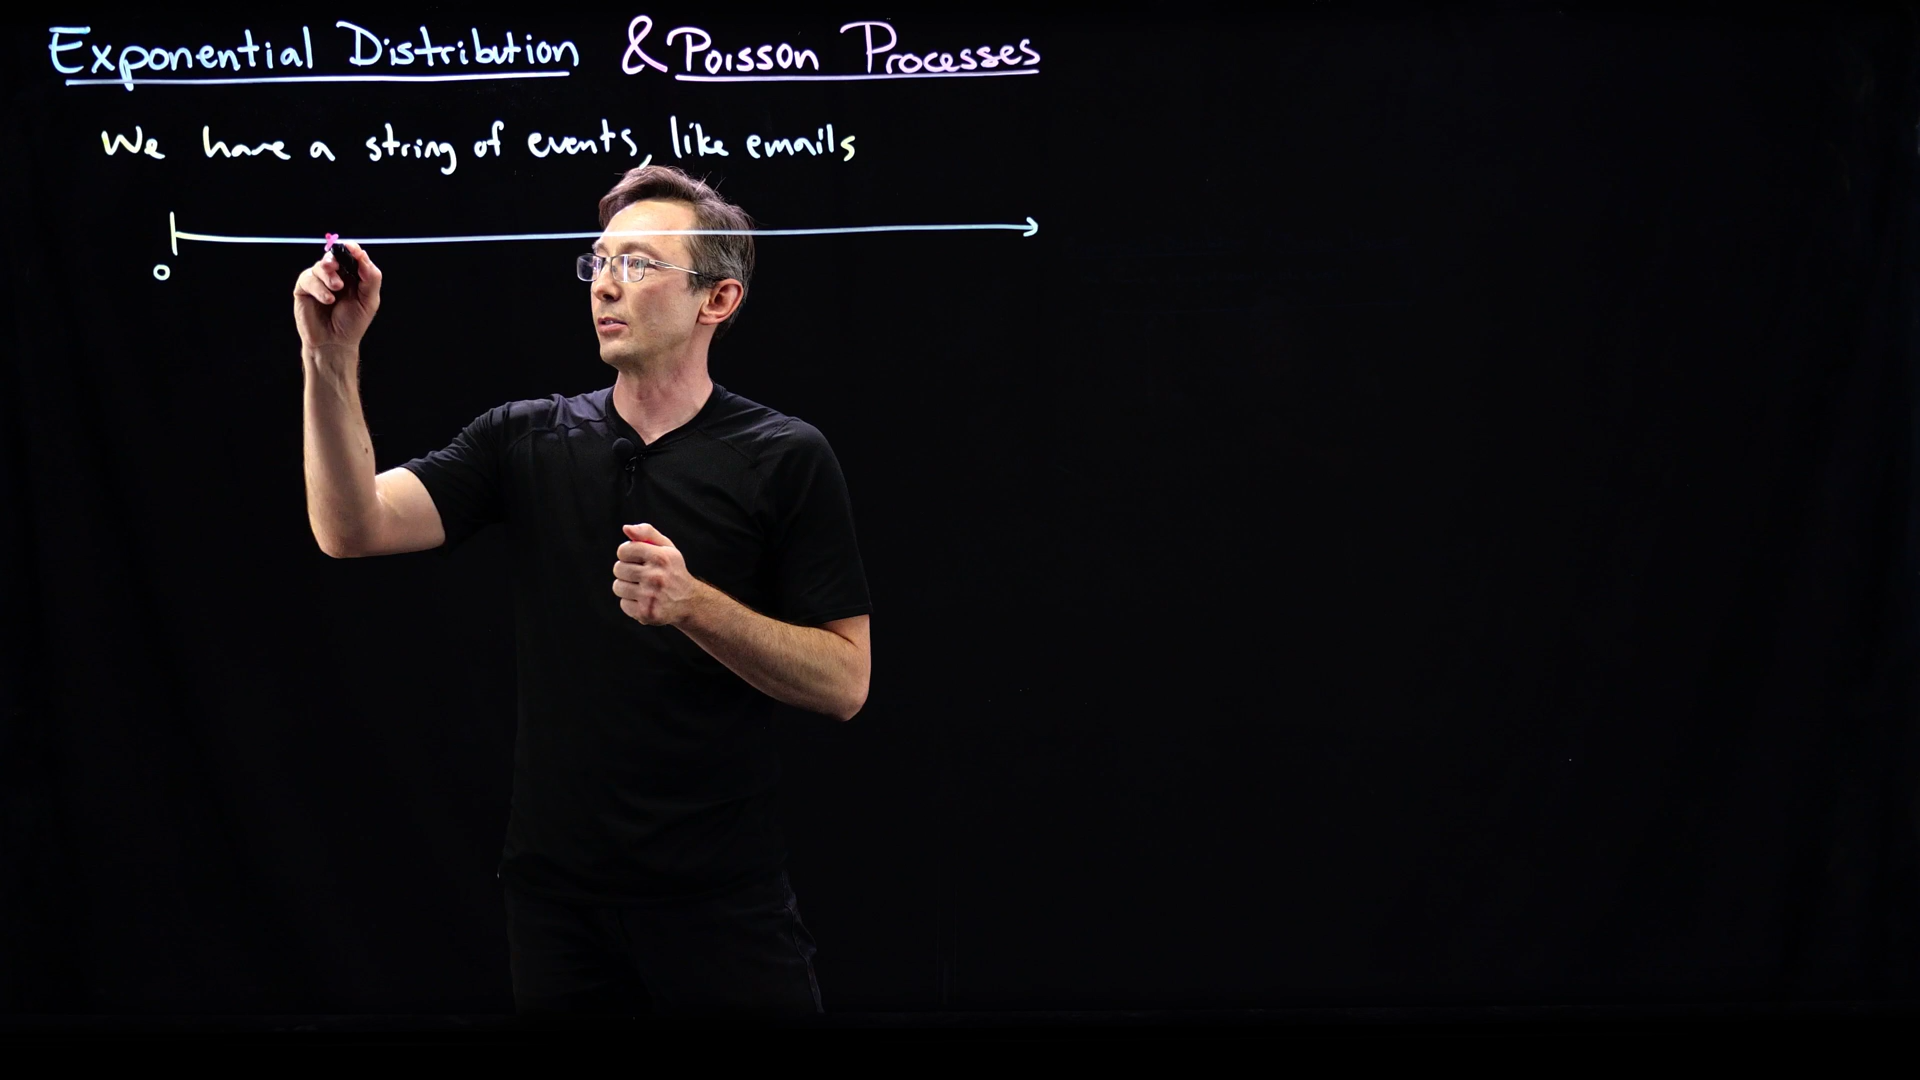 Exponential Distribution & Poisson Processes
We have a string of events, like emails
0